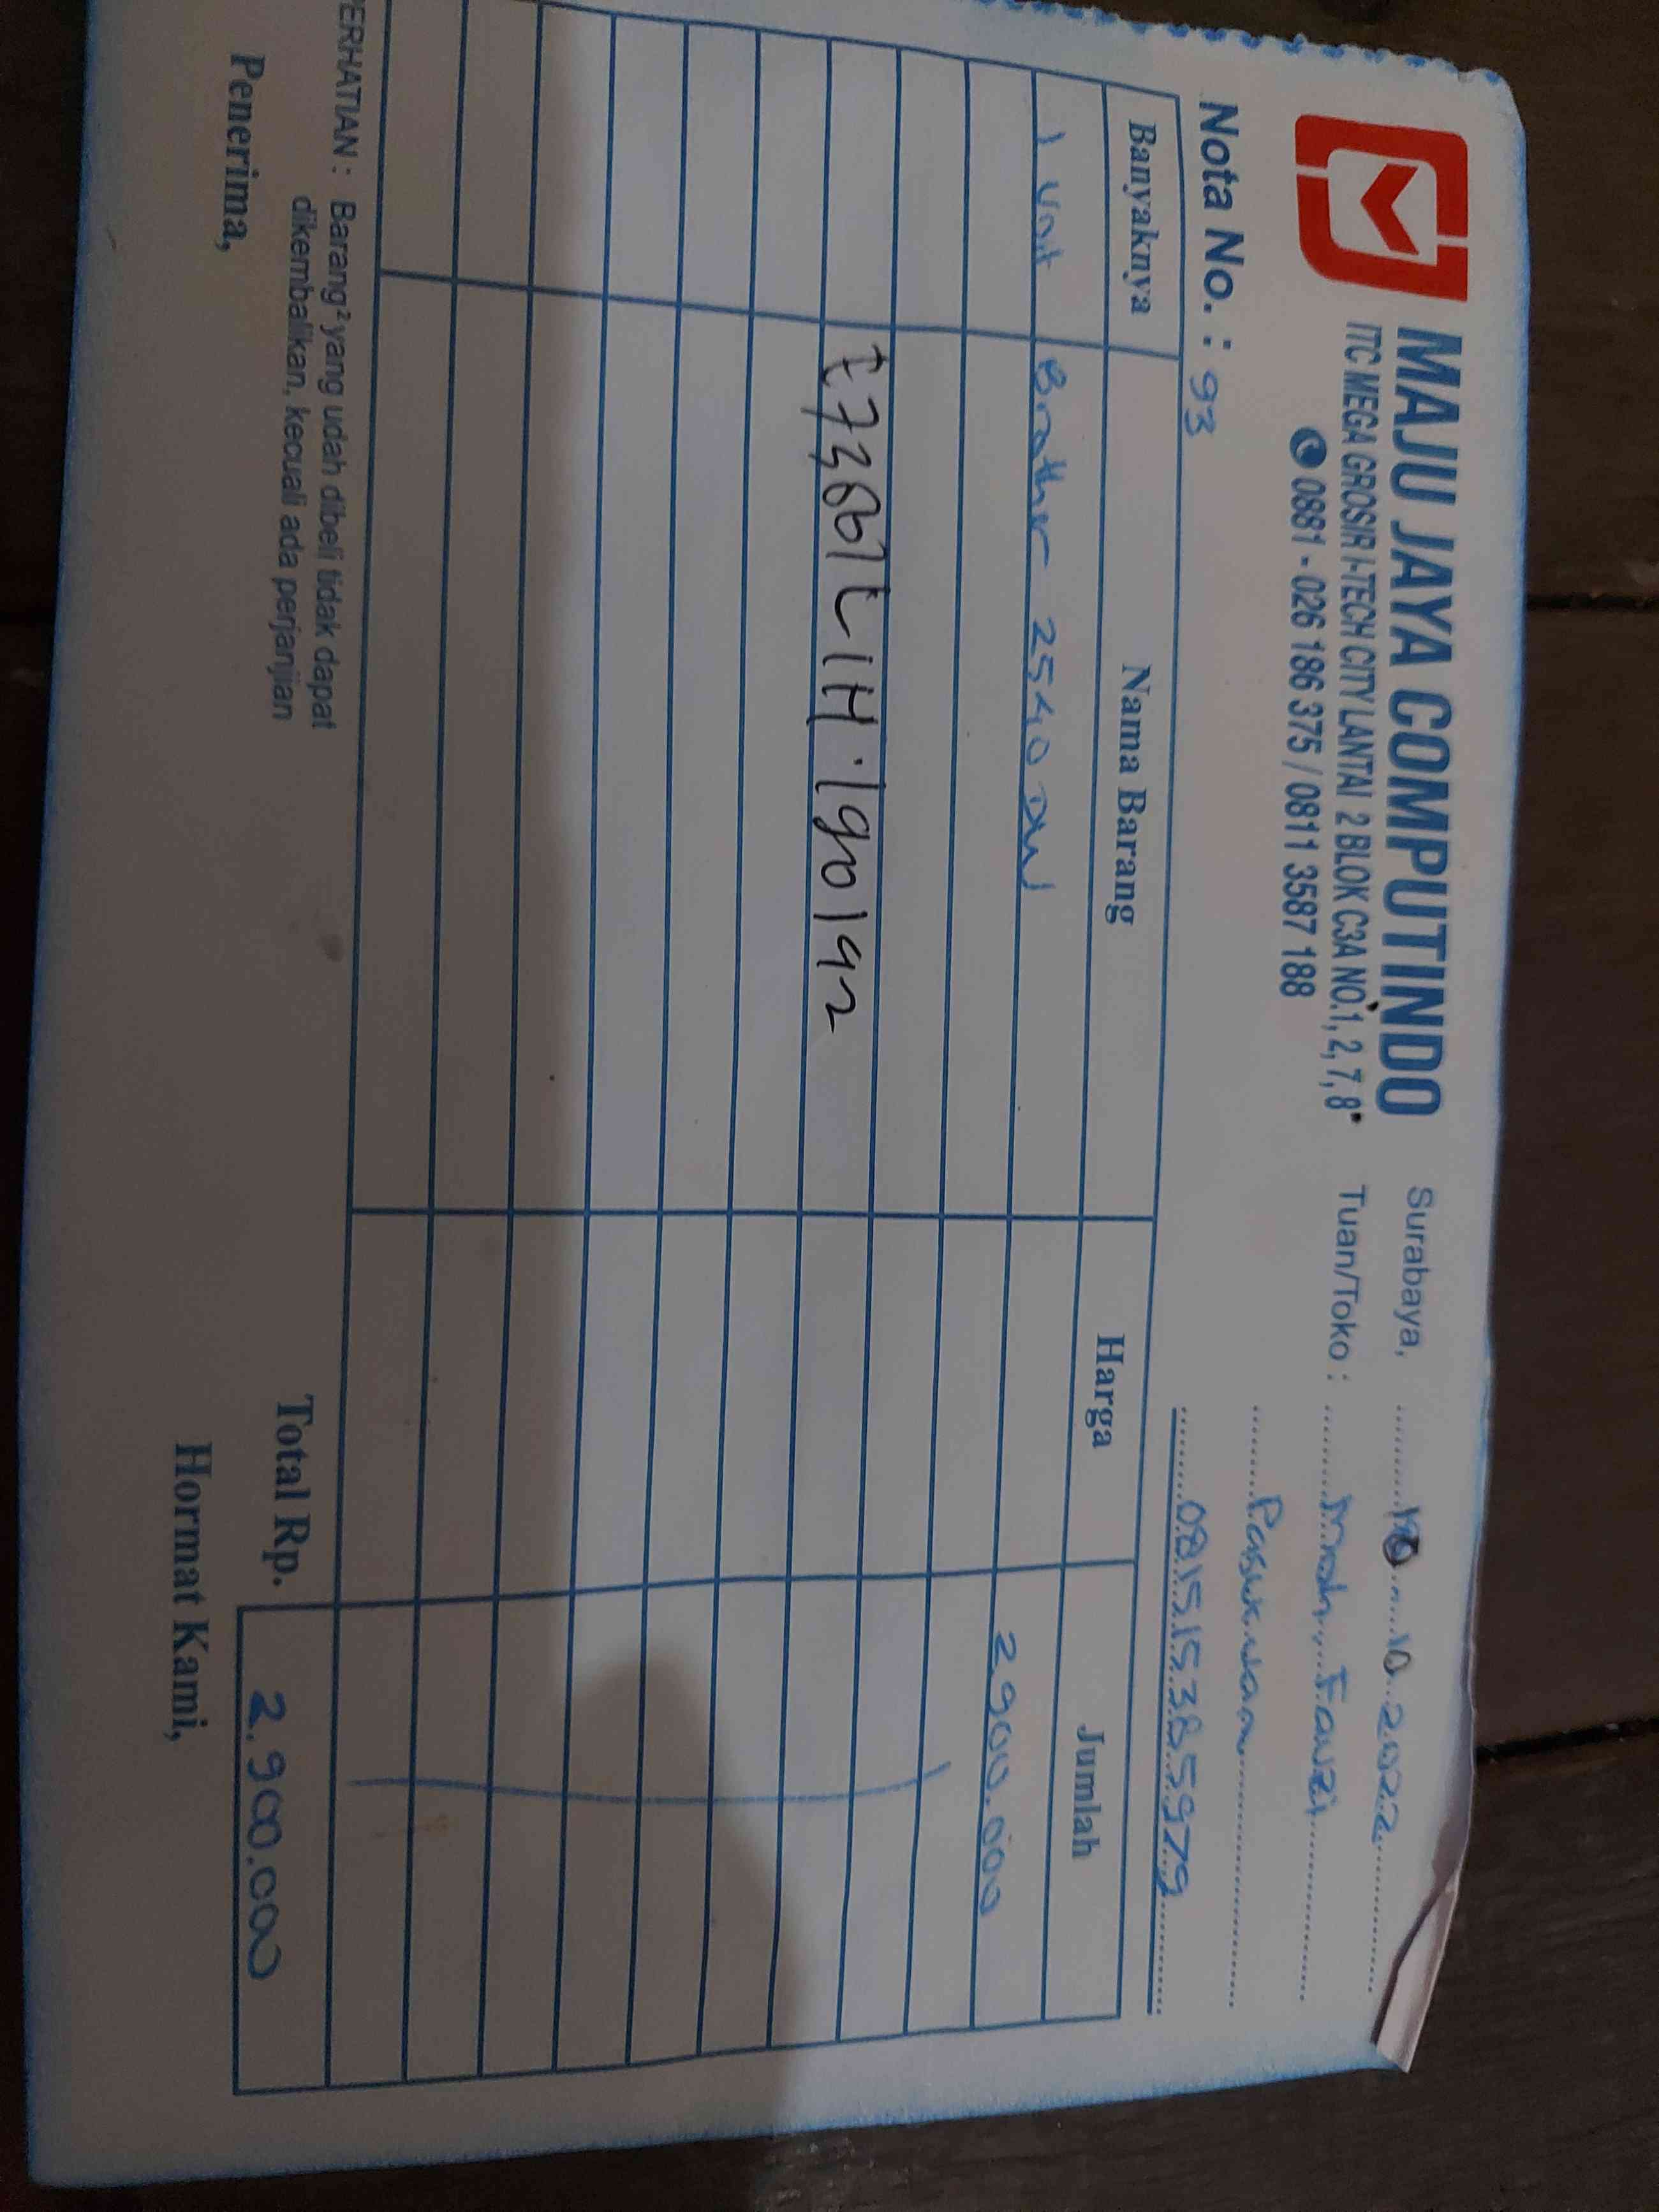 MAJU JAYA COMPUTINDO
ITC MEGA GROSIR I-TECH CITY LANTAI 2 BLOK C3A NO.1, 2, 7, 8
0881 - 026 186 375 / 0811 3587 188
Surabaya, 10 . 10 . 2022
Tuan/Toko : Moh. Fauzi
Pasuruan
081515385979
Nota No. : 93
Banyaknya Nama Barang Harga Jumlah
1 Unit Brother 2540 DW 2.900.000
190192
ERHATIAN : Barang² yang udah dibeli tidak dapat
dikembalikan, kecuali ada perjanjian
Total Rp. 2.900.000
Penerima,
Hormat Kami,